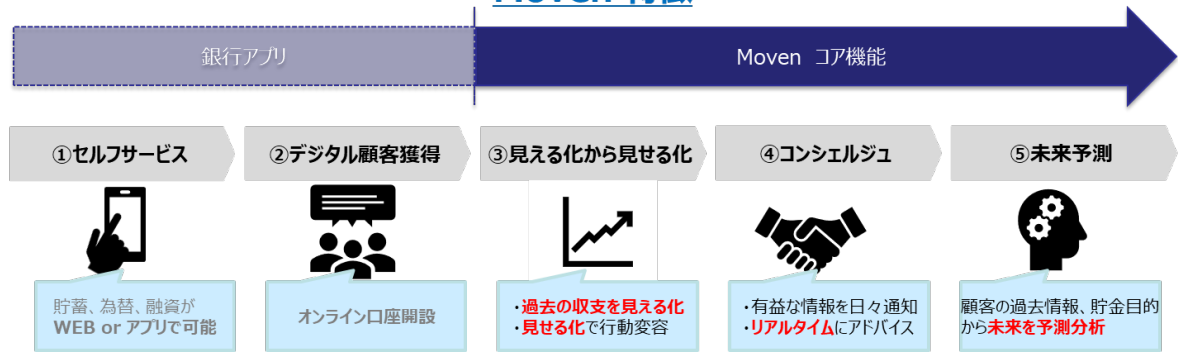 Moven 特徴
銀行アプリ
Moven コア機能
①セルフサービス
②デジタル顧客獲得
③見える化から見せる化
④コンシェルジュ
⑤未来予測
貯蓄、為替、融資が
WEB or アプリで可能
オンライン口座開設
・過去の収支を見える化
・見せる化で行動変容
・有益な情報を日々通知
・リアルタイムにアドバイス
顧客の過去情報、貯金目的
から未来を予測分析